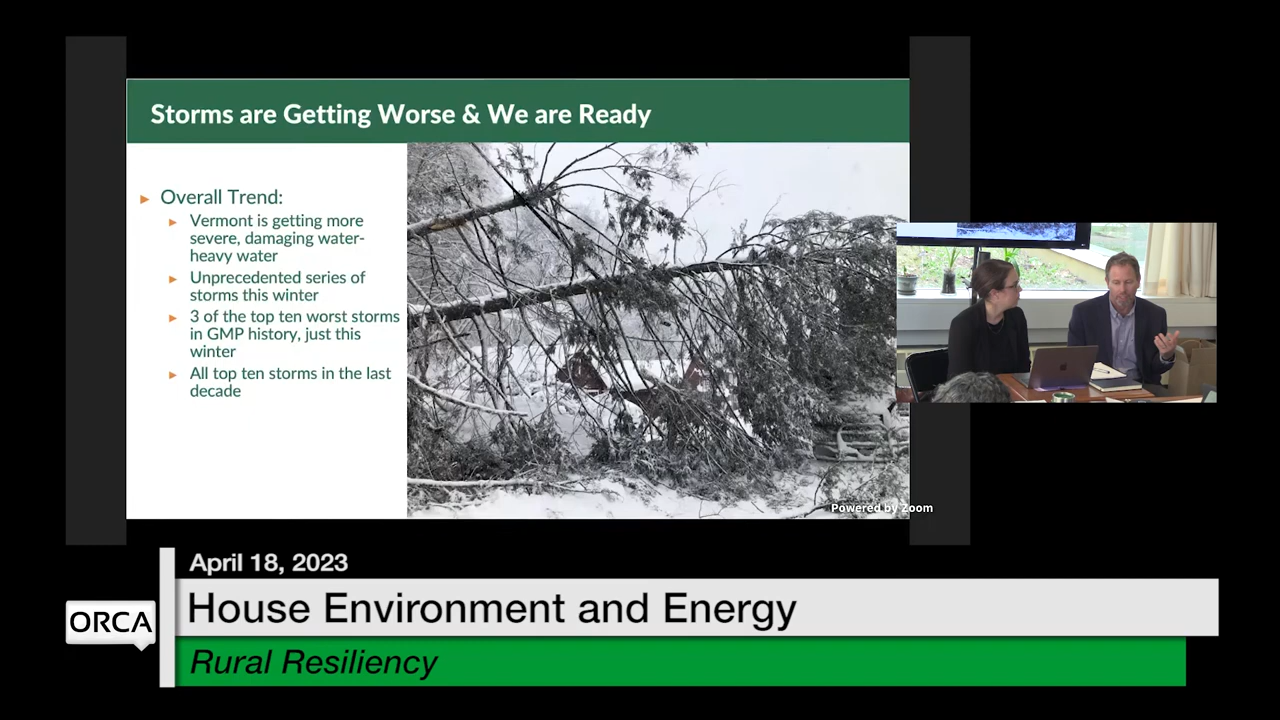 Storms are Getting Worse & We are Ready
Overall Trend:
Vermont is getting more
severe, damaging water-
heavy water
Unprecedented series of
storms this winter
3 of the top ten worst storms
in GMP history, just this
winter
All top ten storms in the last
decade
Powered by Zoom
April 18, 2023
House Environment and Energy
ORCA
Rural Resiliency